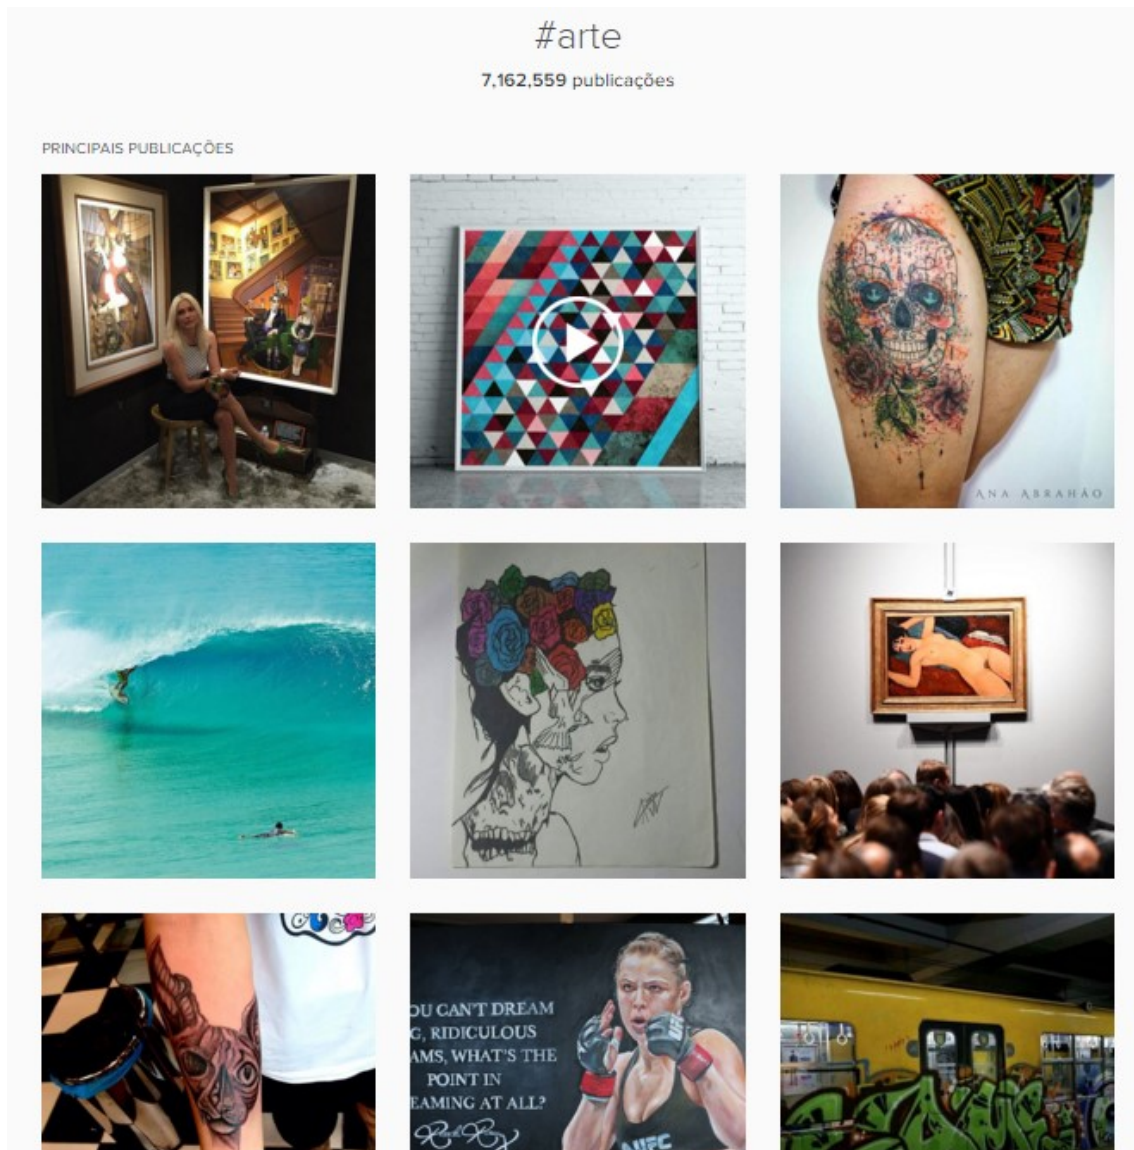 #arte
7,162,559 publicações
PRINCIPAIS PUBLICAÇÕES
ANA ABRAHÃO
OU CAN'T DREAM
G, RIDICULOUS
AMS, WHAT'S THE
POINT IN
EAMING AT ALL?
UFC
UFC